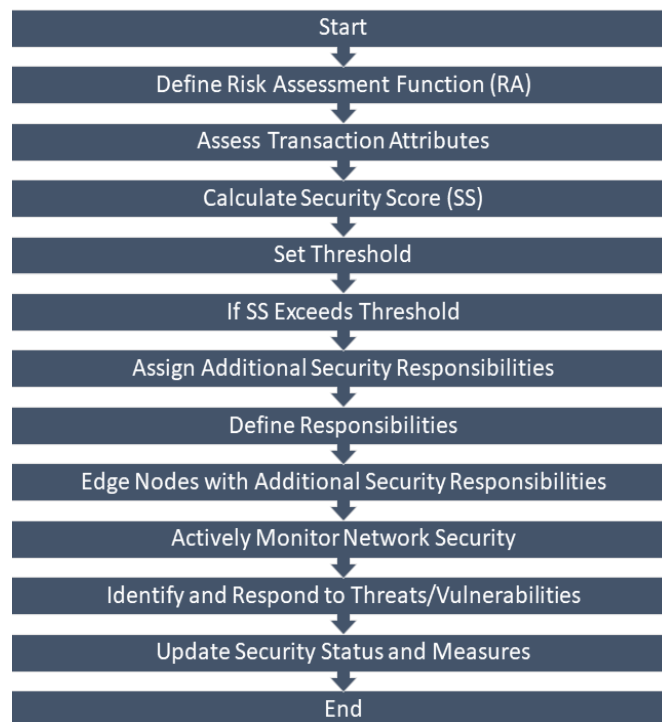 Start
Define Risk Assessment Function (RA)
Assess Transaction Attributes
Calculate Security Score (SS)
Set Threshold
If SS Exceeds Threshold
Assign Additional Security Responsibilities
Define Responsibilities
Edge Nodes with Additional Security Responsibilities
Actively Monitor Network Security
Identify and Respond to Threats/Vulnerabilities
Update Security Status and Measures
End